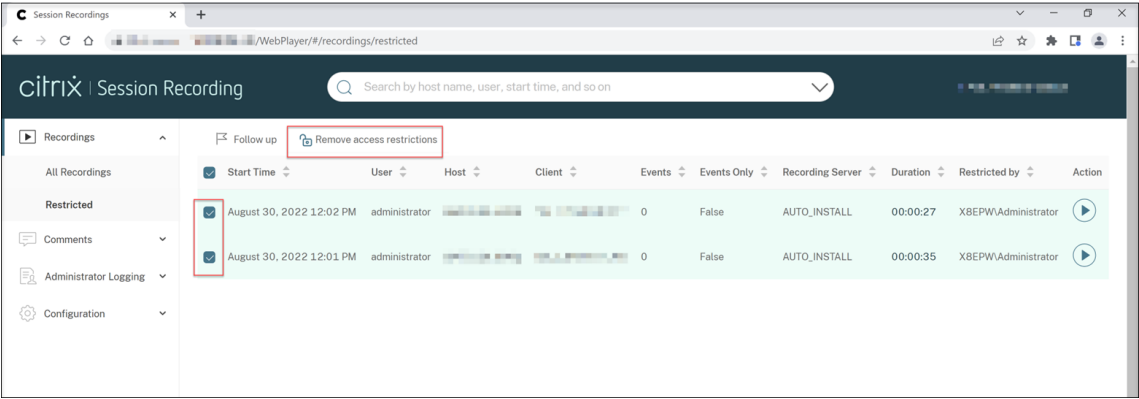 Session Recordings
/WebPlayer/#/recordings/restricted
citrix | Session Recording
Search by host name, user, start time, and so on
Recordings
Follow up Remove access restrictions
All Recordings
Start Time User Host Client Events Events Only Recording Server Duration Restricted by Action
Restricted
August 30, 2022 12:02 PM administrator 0 False AUTO_INSTALL 00:00:27 X8EPW\Administrator
Comments
August 30, 2022 12:01 PM administrator 0 False AUTO_INSTALL 00:00:35 X8EPW\Administrator
Administrator Logging
Configuration